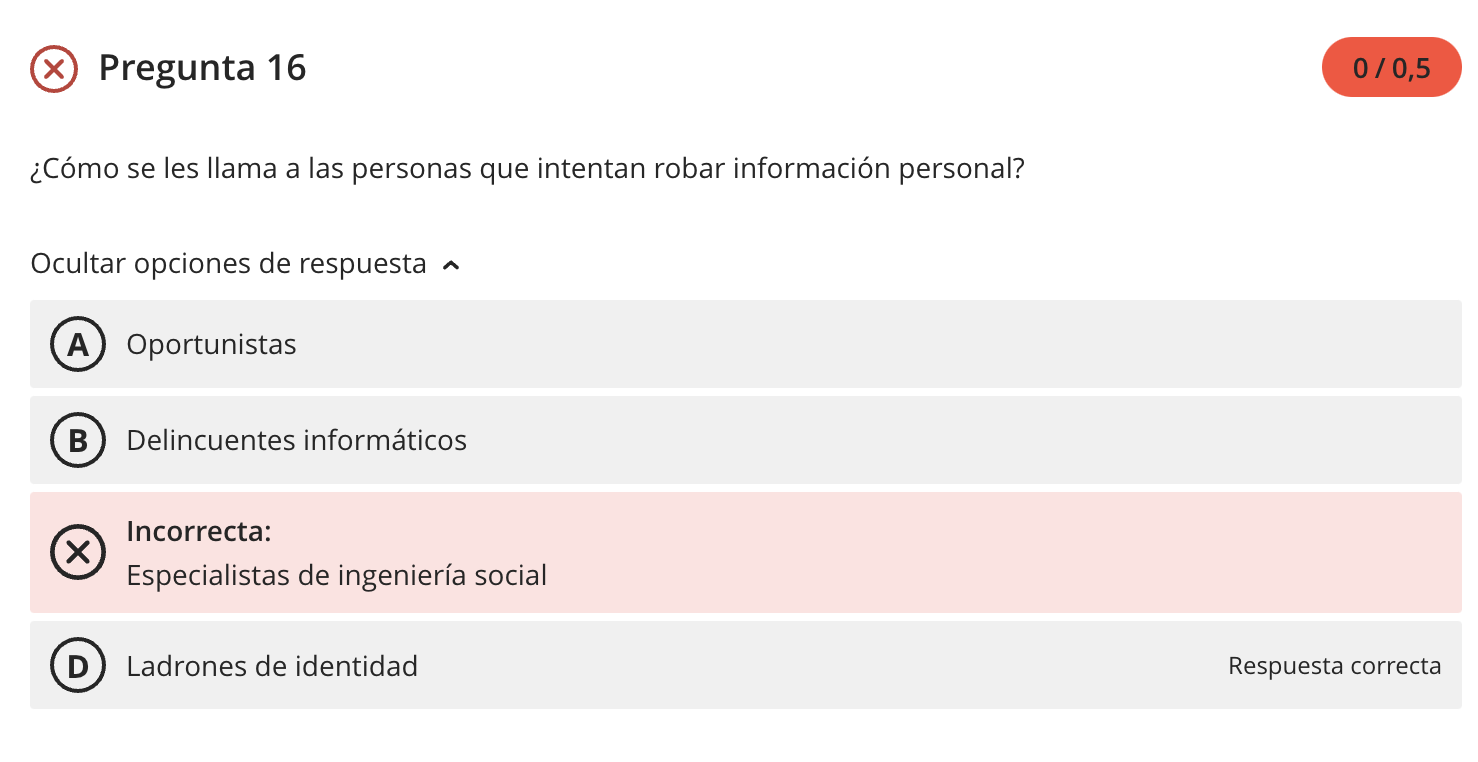 Pregunta 16
0 / 0,5
¿Cómo se les llama a las personas que intentan robar información personal?
Ocultar opciones de respuesta
A Oportunistas
B Delincuentes informáticos
Incorrecta:
Especialistas de ingeniería social
D Ladrones de identidad Respuesta correcta